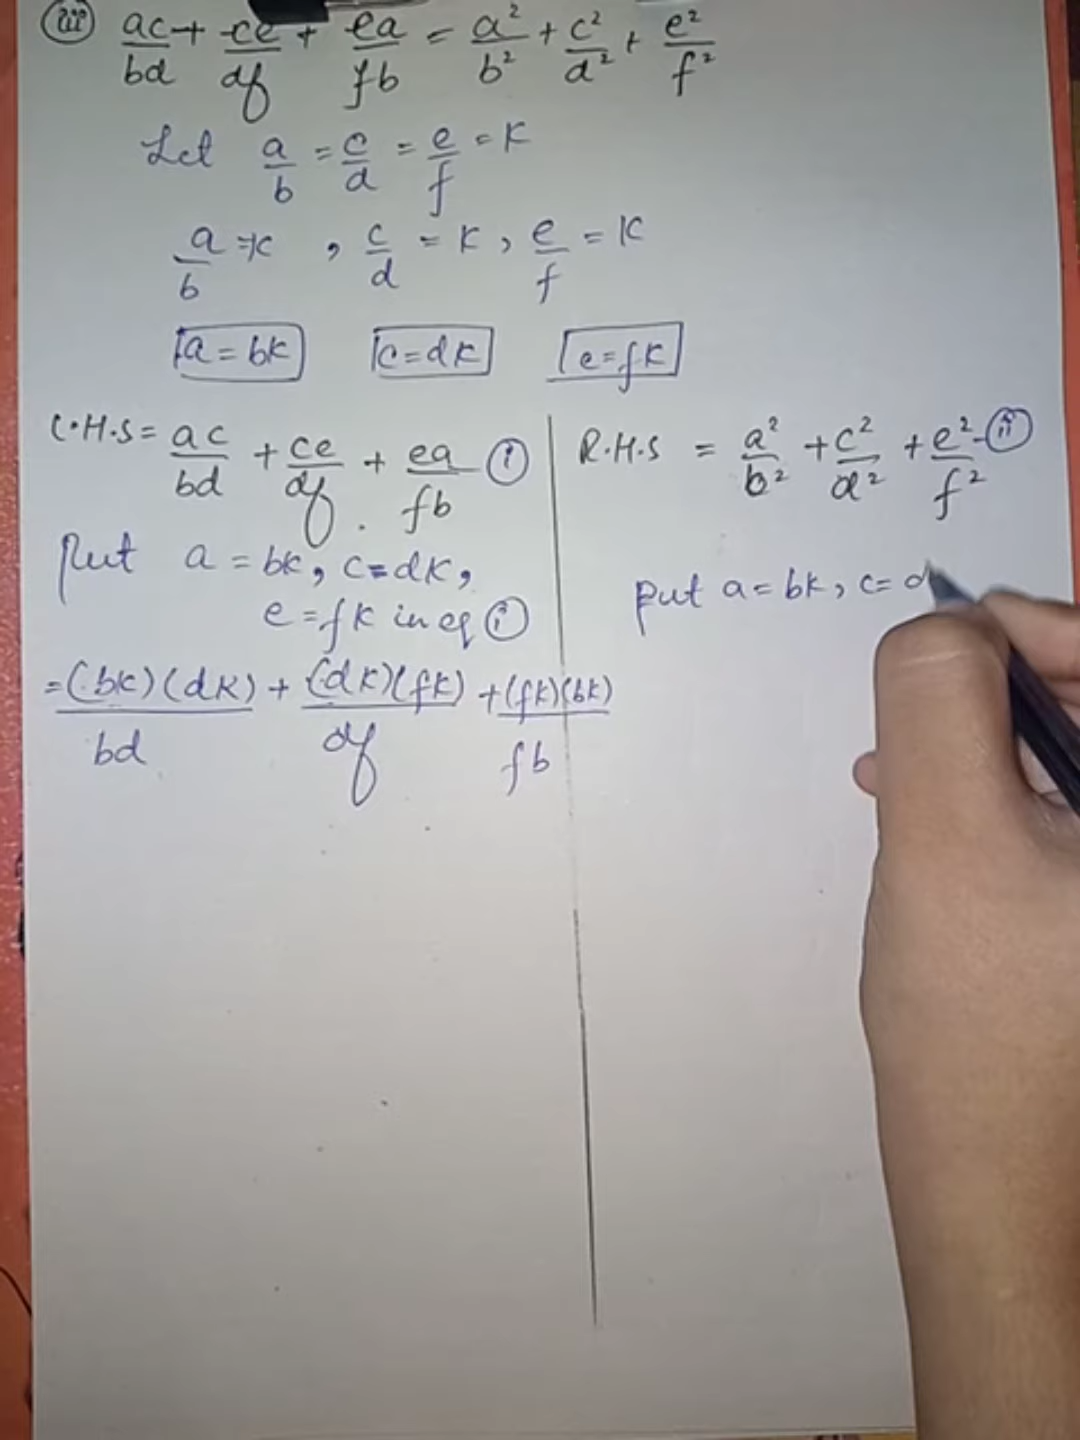 (iii) ac/bd + ce/df + ea/fb = a²/b² + c²/d² + e²/f²
Let a/b = c/d = e/f = K
a/b = K , c/d = K , e/f = K
a = bK c = dK e = fK
L.H.S = ac/bd + ce/df + ea/fb (i)
Put a = bK, c = dK,
e = fK in eq (i)
= (bK)(dK)/bd + (dK)(fK)/df + (fK)(bK)/fb
R.H.S = a²/b² + c²/d² + e²/f² - (ii)
Put a = bK, c = d